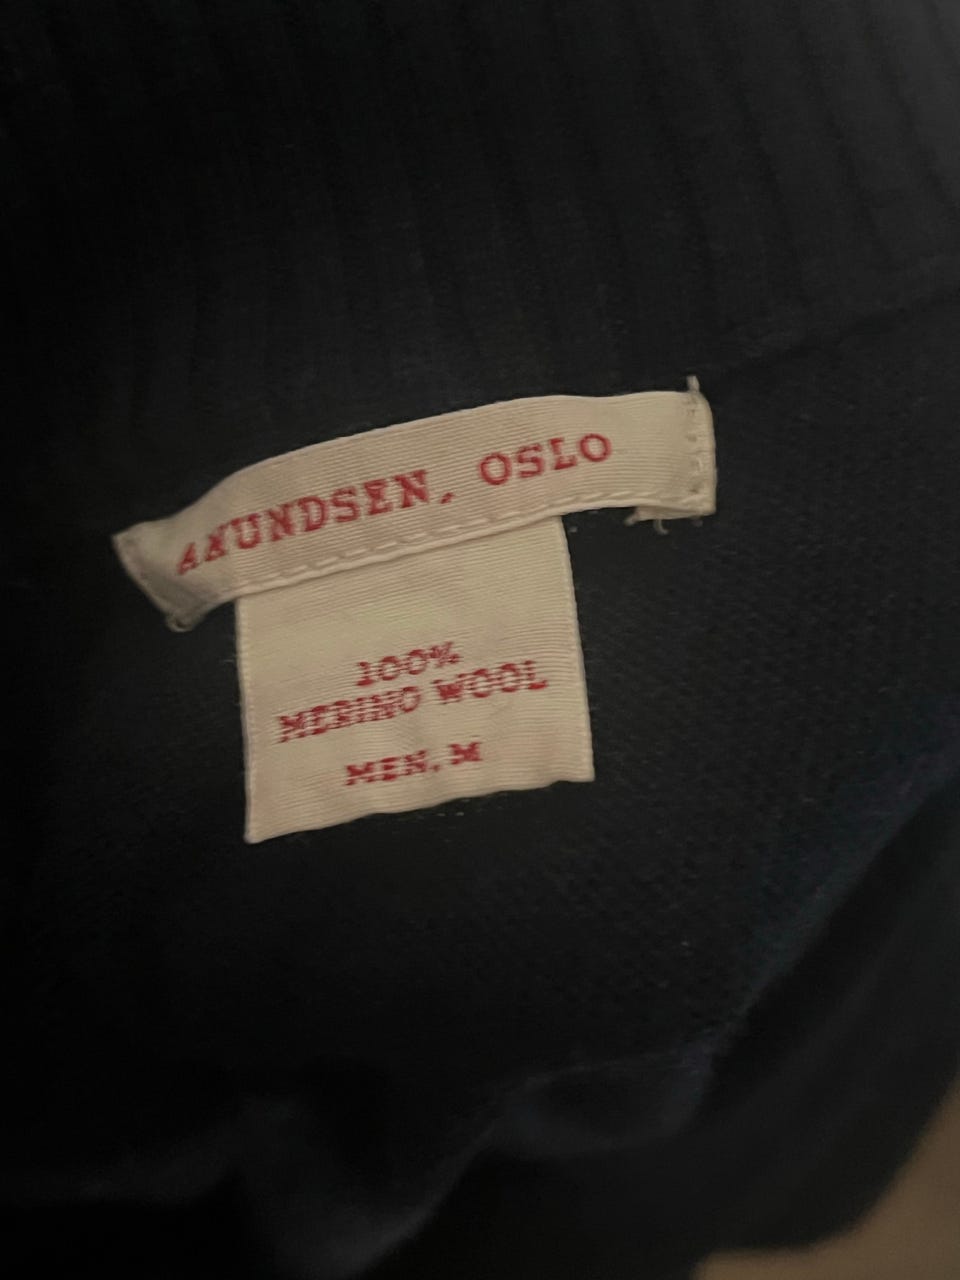 AMUNDSEN, OSLO
100%
MERINO WOOL
MEN, M